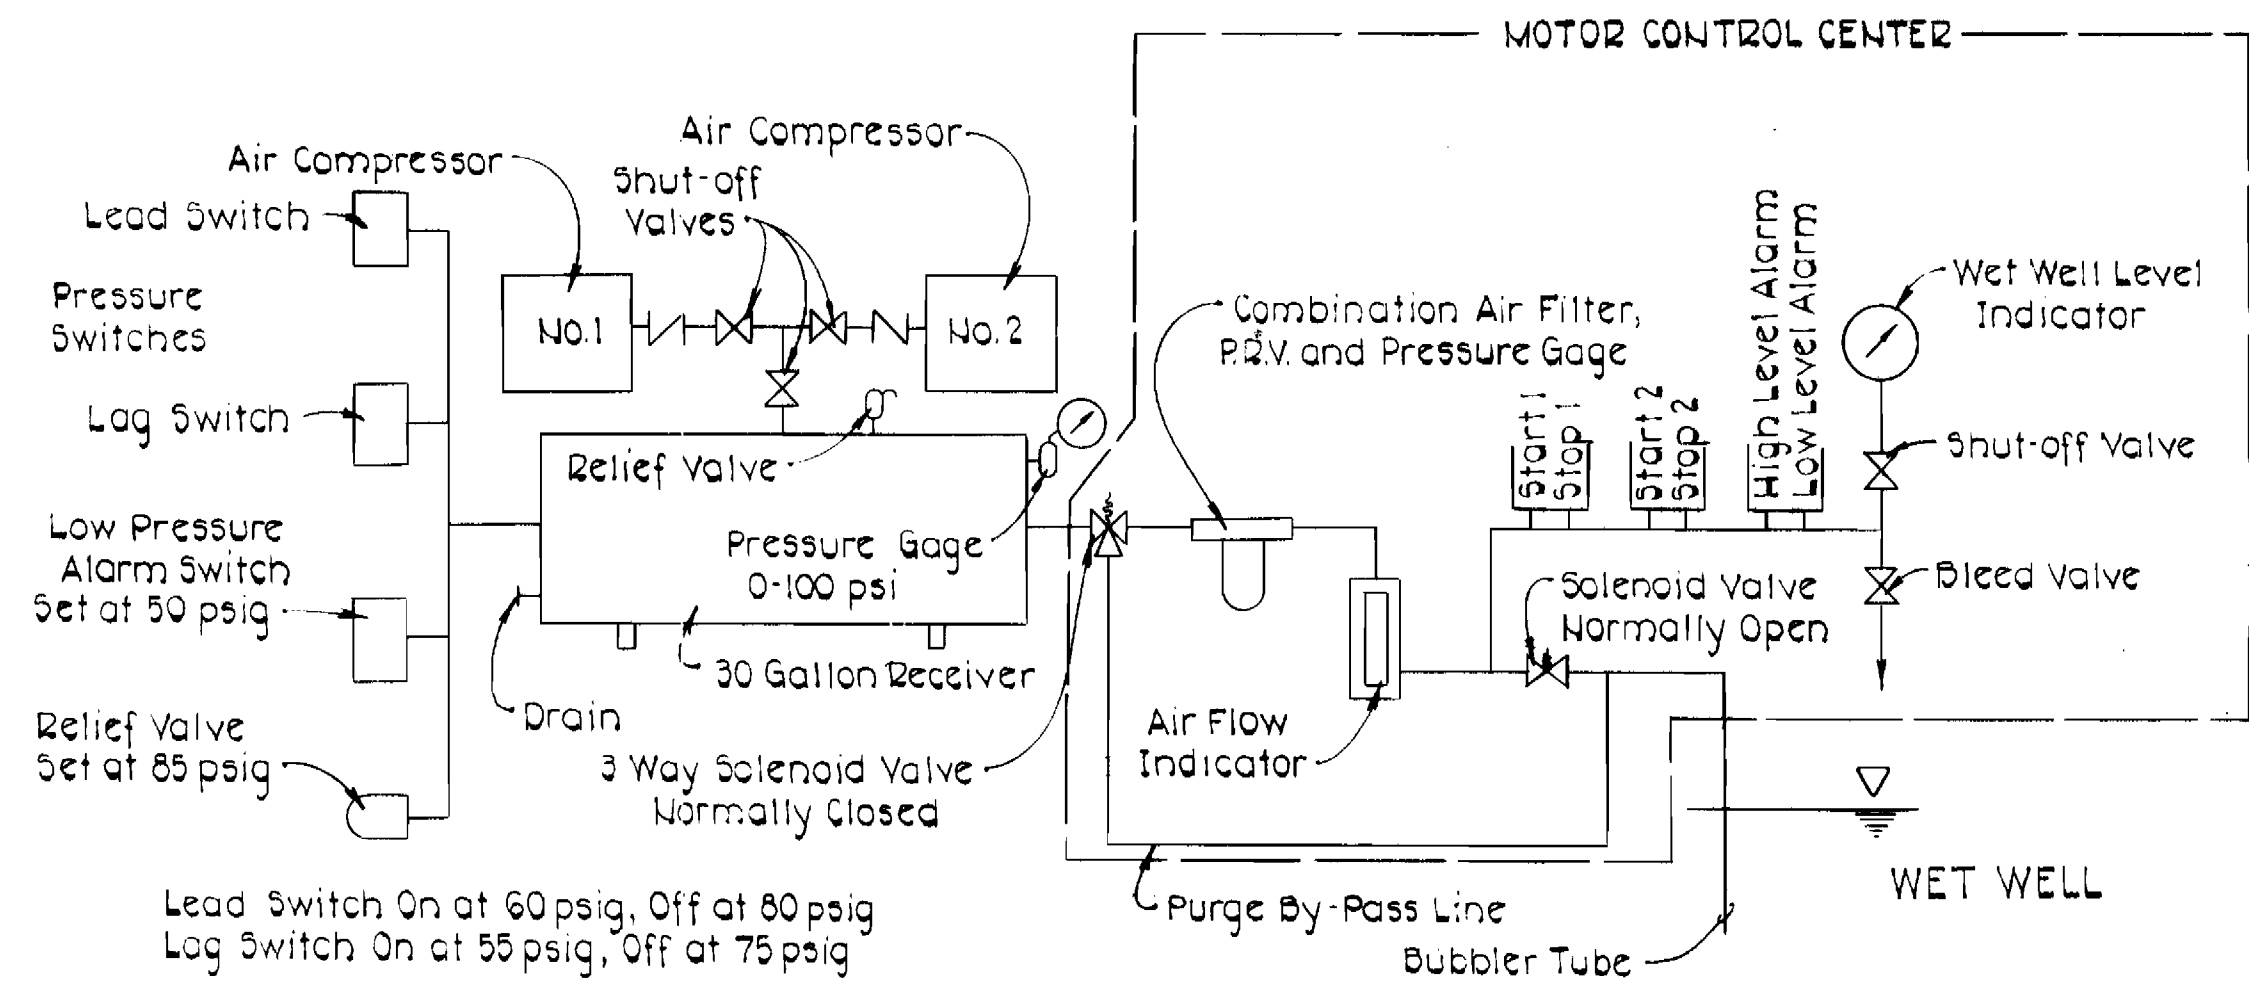 MOTOR CONTROL CENTER
Air Compressor
Air Compressor
Shut-off
Valves
Lead Switch
Pressure
Switches
No. 1
No. 2
Combination Air Filter,
P.R.V. and Pressure Gage
Start 1
Stop 1
Start 2
Stop 2
High Level Alarm
Low Level Alarm
Wet Well Level
Indicator
Lag Switch
Relief Valve
Shut-off Valve
Low Pressure
Alarm Switch
Set at 50 psig
Pressure Gage
0-100 psi
Solenoid Valve
Normally Open
Bleed Valve
30 Gallon Receiver
Drain
Relief Valve
Set at 85 psig
3 Way Solenoid Valve
Normally Closed
Air Flow
Indicator
WET WELL
Purge By-Pass Line
Bubbler Tube
Lead Switch On at 60 psig, Off at 80 psig
Lag Switch On at 55 psig, Off at 75 psig